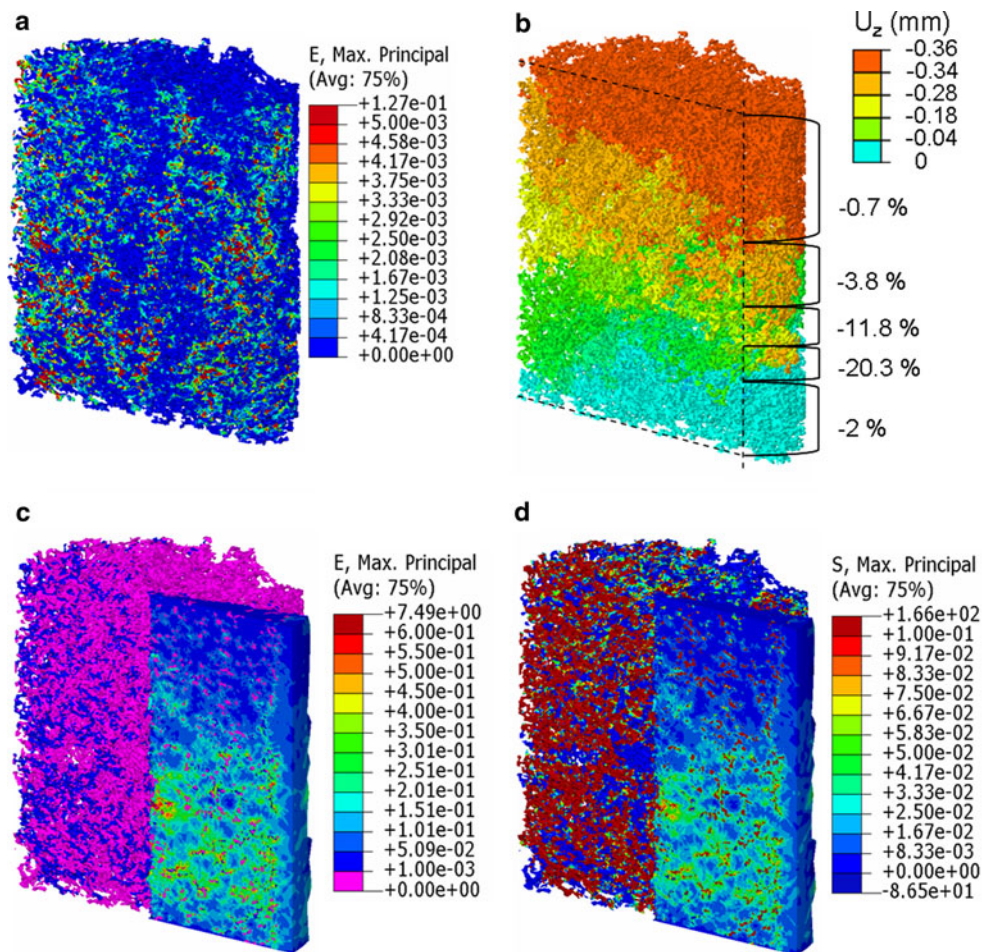 a
E, Max. Principal
(Avg: 75%)
+1.27e-01
+5.00e-03
+4.58e-03
+4.17e-03
+3.75e-03
+3.33e-03
+2.92e-03
+2.50e-03
+2.08e-03
+1.67e-03
+1.25e-03
+8.33e-04
+4.17e-04
+0.00e+00
b
Uz (mm)
-0.36
-0.34
-0.28
-0.18
-0.04
0
-0.7 %
-3.8 %
-11.8 %
-20.3 %
-2 %
c
E, Max. Principal
(Avg: 75%)
+7.49e+00
+6.00e-01
+5.50e-01
+5.00e-01
+4.50e-01
+4.00e-01
+3.50e-01
+3.01e-01
+2.51e-01
+2.01e-01
+1.51e-01
+1.01e-01
+5.09e-02
+1.00e-03
+0.00e+00
d
S, Max. Principal
(Avg: 75%)
+1.66e+02
+1.00e-01
+9.17e-02
+8.33e-02
+7.50e-02
+6.67e-02
+5.83e-02
+5.00e-02
+4.17e-02
+3.33e-02
+2.50e-02
+1.67e-02
+8.33e-03
+0.00e+00
-8.65e+01